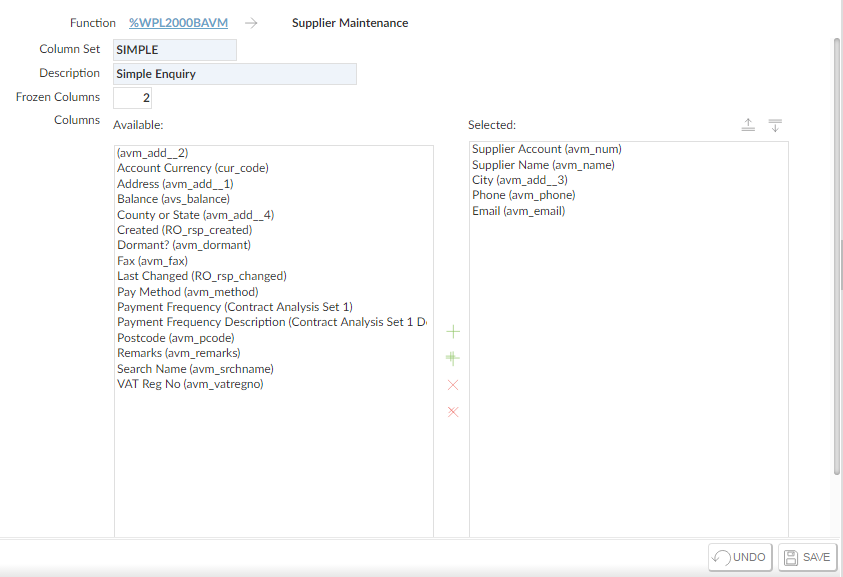 Function %WPL2000BAVM Supplier Maintenance
Column Set SIMPLE
Description Simple Enquiry
Frozen Columns 2
Columns Available: Selected:
(avm_add__2)
Account Currency (cur_code)
Address (avm_add__1)
Balance (avs_balance)
County or State (avm_add__4)
Created (RO_rsp_created)
Dormant? (avm_dormant)
Fax (avm_fax)
Last Changed (RO_rsp_changed)
Pay Method (avm_method)
Payment Frequency (Contract Analysis Set 1)
Payment Frequency Description (Contract Analysis Set 1 D
Postcode (avm_pcode)
Remarks (avm_remarks)
Search Name (avm_srchname)
VAT Reg No (avm_vatregno)
Supplier Account (avm_num)
Supplier Name (avm_name)
City (avm_add__3)
Phone (avm_phone)
Email (avm_email)
UNDO SAVE